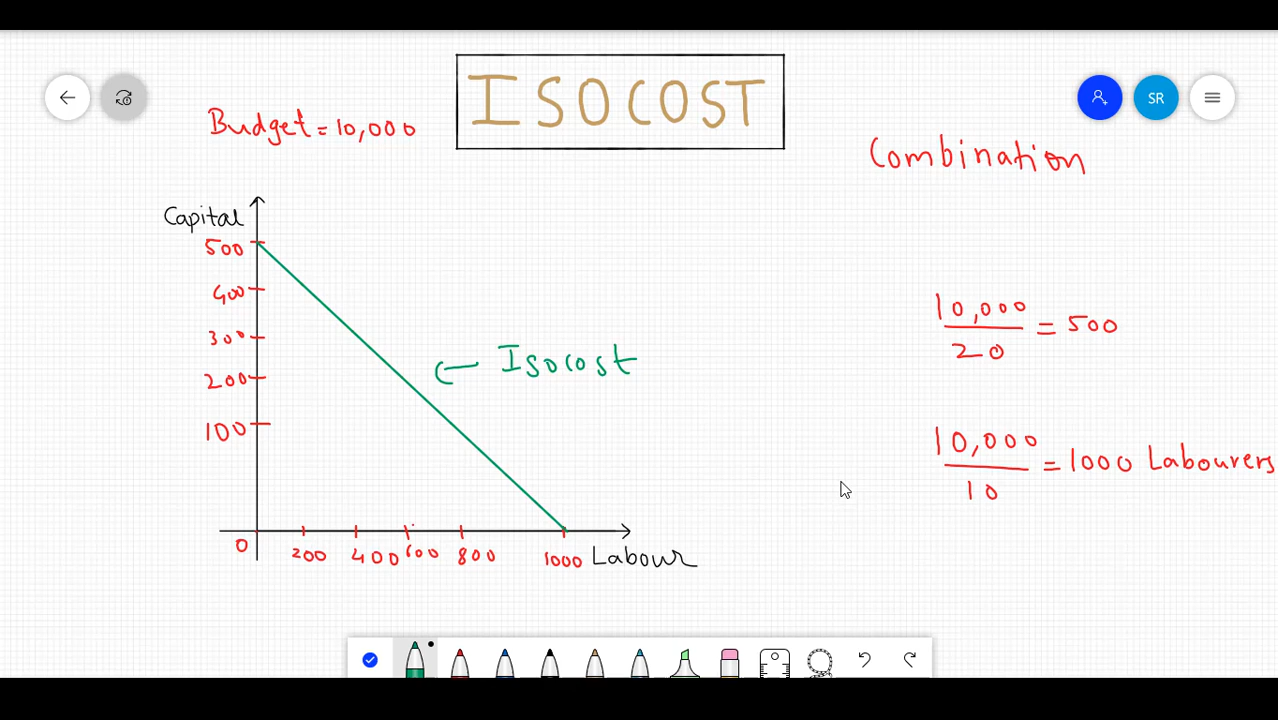 ISOCOST
SR
Budget = 10,000
Combination
Capital
500
400
300
200
100
0
200
400
600
800
1000
Labour
Isocost
10,000
20
= 500
10,000
10
= 1000 Labourers